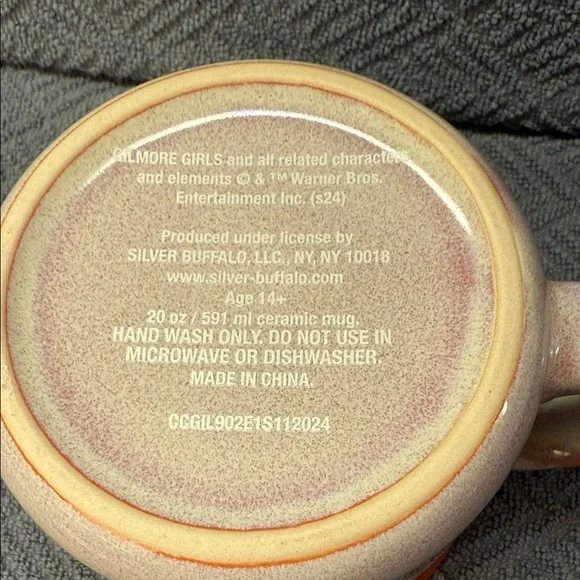 GILMORE GIRLS and all related characters
and elements © & ™ Warner Bros.
Entertainment Inc. (s24)
Produced under license by
SILVER BUFFALO, LLC., NY, NY 10018
www.silver-buffalo.com
Age 14+
20 oz / 591 ml ceramic mug.
HAND WASH ONLY. DO NOT USE IN
MICROWAVE OR DISHWASHER.
MADE IN CHINA.
CCGIL902E1S112024